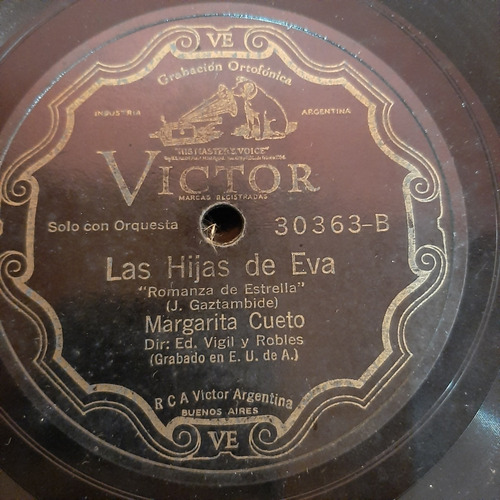 VE
Grabación Ortofónica
INDUSTRIA ARGENTINA
"HIS MASTER'S VOICE"
VICTOR
MARCAS REGISTRADAS
Solo con Orquesta 30363-B
Las Hijas de Eva
"Romanza de Estrella"
(J. Gaztambide)
Margarita Cueto
Dir: Ed. Vigil y Robles
(Grabado en E. U. de A.)
RCA Victor Argentina
BUENOS AIRES
VE